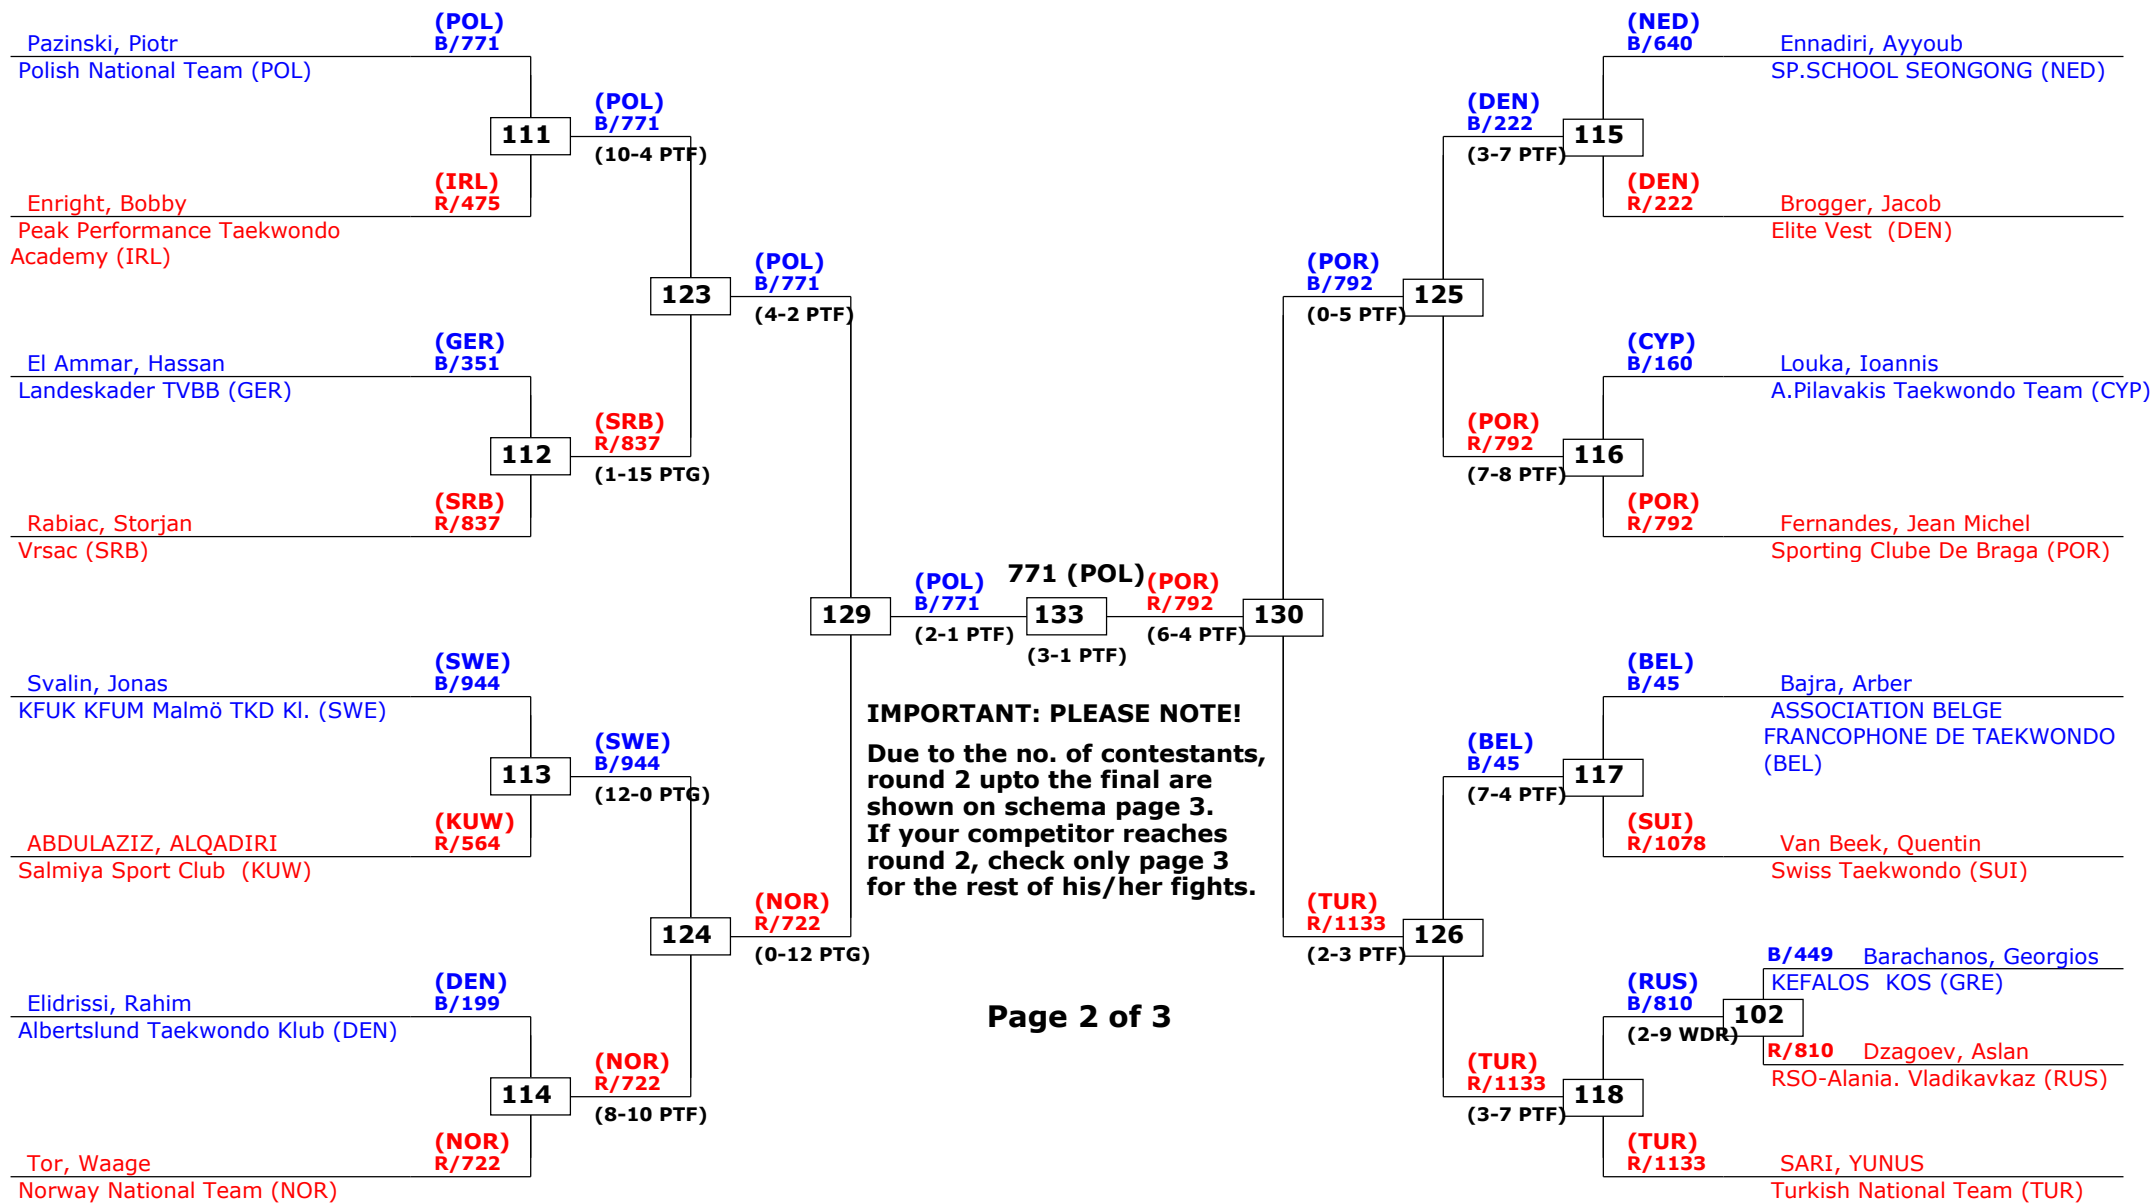 (POL)
B/771
Pazinski, Piotr
Polish National Team (POL)
111
(POL)
B/771
(10-4 PTF)
(IRL)
R/475
Enright, Bobby
Peak Performance Taekwondo
Academy (IRL)
123
(POL)
B/771
(4-2 PTF)
(GER)
B/351
El Ammar, Hassan
Landeskader TVBB (GER)
112
(SRB)
R/837
(1-15 PTG)
(SRB)
R/837
Rabiac, Storjan
Vrsac (SRB)
129
(POL)
B/771
(2-1 PTF)
(SWE)
B/944
Svalin, Jonas
KFUK KFUM Malmö TKD Kl. (SWE)
113
(SWE)
B/944
(12-0 PTG)
(KUW)
R/564
ABDULAZIZ, ALQADIRI
Salmiya Sport Club (KUW)
124
(NOR)
R/722
(0-12 PTG)
(DEN)
B/199
Elidrissi, Rahim
Albertslund Taekwondo Klub (DEN)
114
(NOR)
R/722
(8-10 PTF)
(NOR)
R/722
Tor, Waage
Norway National Team (NOR)
771 (POL)
133
(3-1 PTF)
IMPORTANT: PLEASE NOTE!
Due to the no. of contestants,
round 2 upto the final are
shown on schema page 3.
If your competitor reaches
round 2, check only page 3
for the rest of his/her fights.
Page 2 of 3
(POR)
R/792
(6-4 PTF)
130
(NED)
B/640
Ennadiri, Ayyoub
SP.SCHOOL SEONGONG (NED)
(DEN)
B/222
(3-7 PTF)
115
(DEN)
R/222
Brogger, Jacob
Elite Vest (DEN)
(POR)
B/792
(0-5 PTF)
125
(CYP)
B/160
Louka, Ioannis
A.Pilavakis Taekwondo Team (CYP)
(POR)
R/792
(7-8 PTF)
116
(POR)
R/792
Fernandes, Jean Michel
Sporting Clube De Braga (POR)
(BEL)
B/45
Bajra, Arber
ASSOCIATION BELGE
FRANCOPHONE DE TAEKWONDO
(BEL)
(BEL)
B/45
(7-4 PTF)
117
(SUI)
R/1078
Van Beek, Quentin
Swiss Taekwondo (SUI)
(TUR)
R/1133
(2-3 PTF)
126
B/449 Barachanos, Georgios
KEFALOS KOS (GRE)
(RUS)
B/810
(2-9 WDR)
102
R/810 Dzagoev, Aslan
RSO-Alania. Vladikavkaz (RUS)
(TUR)
R/1133
(3-7 PTF)
118
(TUR)
R/1133
SARI, YUNUS
Turkish National Team (TUR)